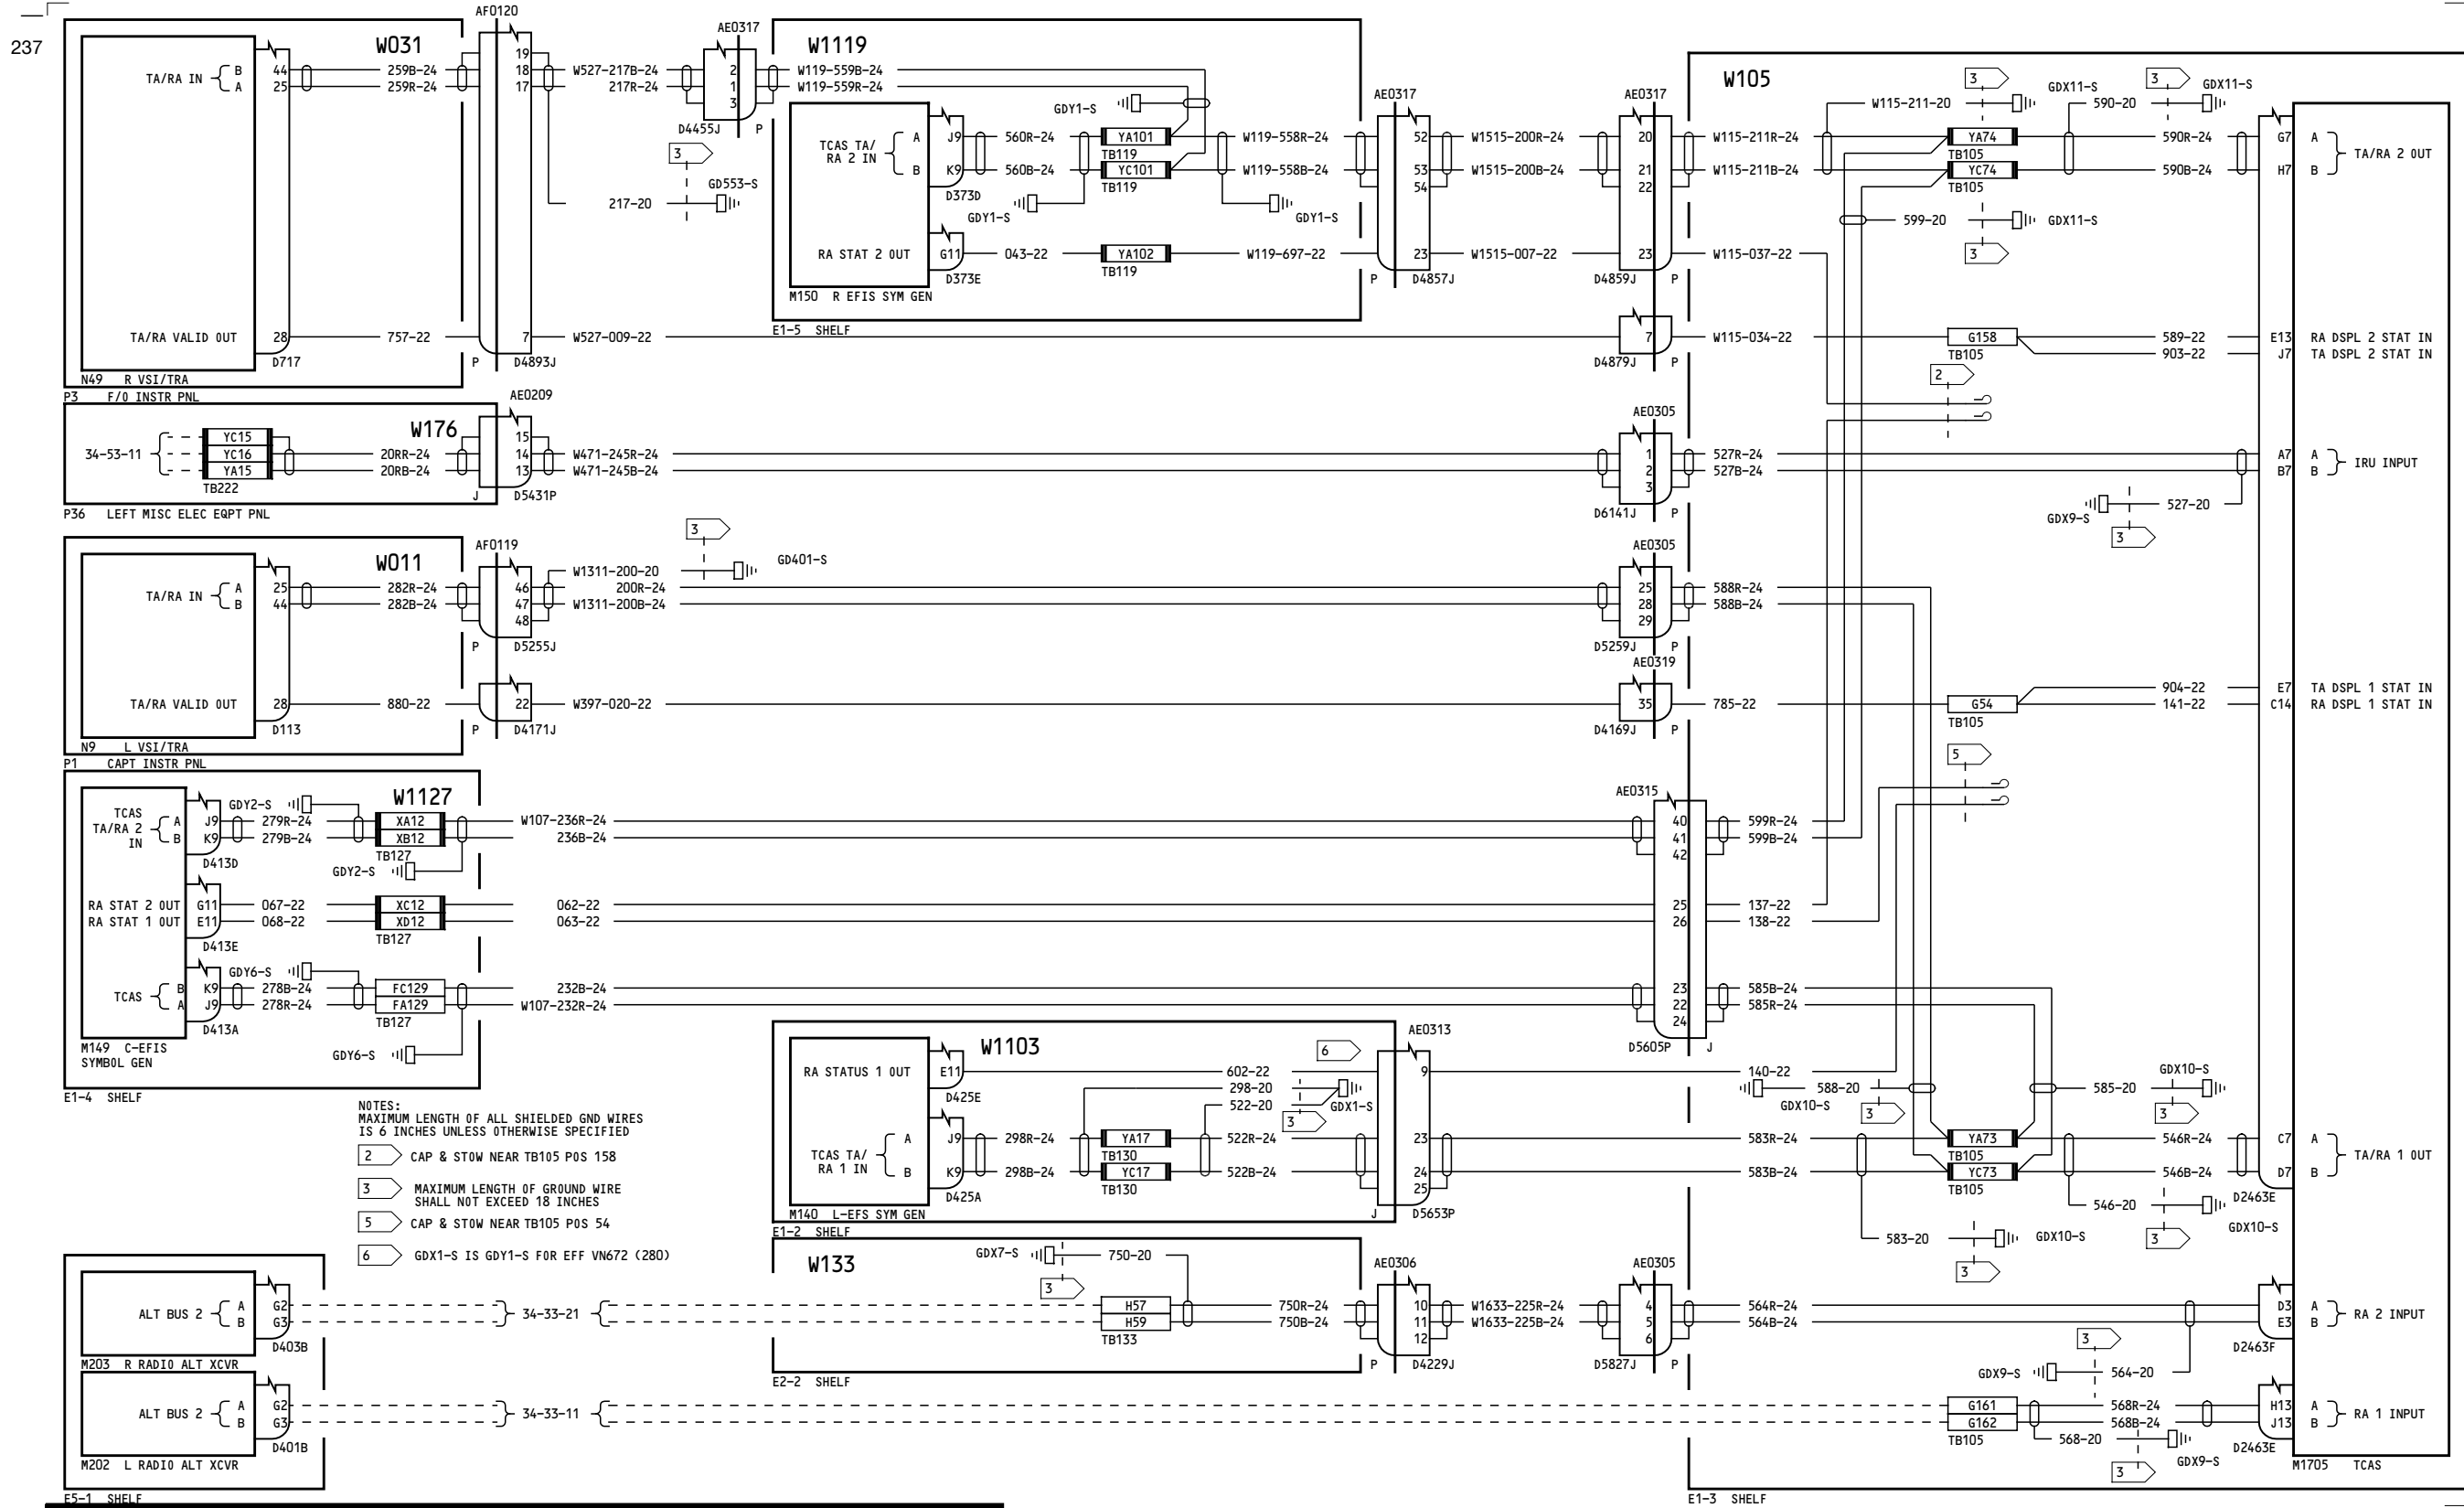 237
AF0120
AE0317
W031
W1119
W105
TA/RA IN
B 44 259B-24 18 W527-217B-24 2 W119-559B-24
A 25 259R-24 17 217R-24 1 W119-559R-24
19
3
D4455J P
3
217-20 GD553-S
GDY1-S
TCAS TA/
RA 2 IN
A J9 560R-24 YA101 W119-558R-24 52 W1515-200R-24 20 W115-211R-24 YA74 590R-24 G7 A
TB119 TB105
B K9 560B-24 YC101 W119-558B-24 53 W1515-200B-24 21 W115-211B-24 YC74 590B-24 H7 B
TB119 54 22 TB105
TA/RA 2 OUT
D373D
GDY1-S GDY1-S
AE0317 AE0317
W115-211-20 3 GDX11-S 590-20 3 GDX11-S
599-20 GDX11-S
3
RA STAT 2 OUT G11 043-22 YA102 W119-697-22 23 W1515-007-22 23 W115-037-22
TB119
D373E
P D4857J D4859J P
M150 R EFIS SYM GEN
E1-5 SHELF
TA/RA VALID OUT 28 757-22 7 W527-009-22 7 W115-034-22 G158 589-22 E13 RA DSPL 2 STAT IN
903-22 J7 TA DSPL 2 STAT IN
TB105
D717 P D4893J D4879J P
N49 R VSI/TRA
P3 F/O INSTR PNL
2
AE0209
AE0305
W176
34-53-11
YC15 15
YC16 20RR-24 14 W471-245R-24 1 527R-24 A7 A
YA15 20RB-24 13 W471-245B-24 2 527B-24 B7 B
3
IRU INPUT
TB222
J D5431P D6141J P
GDX9-S 527-20
3
P36 LEFT MISC ELEC EQPT PNL
AF0119
AE0305
W011
3
W1311-200-20 GD401-S
TA/RA IN
A 25 282R-24 46 200R-24 25 588R-24
B 44 282B-24 47 W1311-200B-24 28 588B-24
48 29
P D5255J D5259J P
AE0319
TA/RA VALID OUT 28 880-22 22 W397-020-22 35 785-22 G54 904-22 E7 TA DSPL 1 STAT IN
141-22 C14 RA DSPL 1 STAT IN
TB105
D113 P D4171J D4169J P
N9 L VSI/TRA
P1 CAPT INSTR PNL
5
W1127
AE0315
GDY2-S
TCAS
TA/RA 2
IN
A J9 279R-24 XA12 W107-236R-24 40 599R-24
B K9 279B-24 XB12 236B-24 41 599B-24
42
D413D TB127
GDY2-S
RA STAT 2 OUT G11 067-22 XC12 062-22 25 137-22
RA STAT 1 OUT E11 068-22 XD12 063-22 26 138-22
D413E TB127
GDY6-S
TCAS
B K9 278B-24 FC129 232B-24 23 585B-24
A J9 278R-24 FA129 W107-232R-24 22 585R-24
24
D413A TB127
GDY6-S
D5605P J
M149 C-EFIS
SYMBOL GEN
E1-4 SHELF
W1103
AE0313
6
RA STATUS 1 OUT E11 602-22 9 140-22
298-20
522-20 GDX1-S
3
D425E
GDX10-S 588-20 585-20 GDX10-S
3 3
TCAS TA/
RA 1 IN
A J9 298R-24 YA17 522R-24 23 583R-24 YA73 546R-24 C7 A
TB130 TB105
B K9 298B-24 YC17 522B-24 24 583B-24 YC73 546B-24 D7 B
TB130 25 TB105
TA/RA 1 OUT
D425A
J D5653P
D2463E
546-20 GDX10-S
3
583-20 GDX10-S
3
M140 L-EFS SYM GEN
E1-2 SHELF
NOTES:
MAXIMUM LENGTH OF ALL SHIELDED GND WIRES
IS 6 INCHES UNLESS OTHERWISE SPECIFIED
2 CAP & STOW NEAR TB105 POS 158
3 MAXIMUM LENGTH OF GROUND WIRE
SHALL NOT EXCEED 18 INCHES
5 CAP & STOW NEAR TB105 POS 54
6 GDX1-S IS GDY1-S FOR EFF VN672 (280)
W133
GDX7-S 750-20
3
AE0306
AE0305
ALT BUS 2
A G2 34-33-21 H57 750R-24 10 W1633-225R-24 4 564R-24 D3 A
B G3 H59 750B-24 11 W1633-225B-24 5 564B-24 E3 B
12 6
RA 2 INPUT
D403B TB133
P D4229J D5827J P
D2463F
M203 R RADIO ALT XCVR
E2-2 SHELF
3
GDX9-S 564-20
ALT BUS 2
A G2 34-33-11 G161 568R-24 H13 A
B G3 G162 568B-24 J13 B
RA 1 INPUT
D401B TB105
568-20 GDX9-S
3
D2463E
M202 L RADIO ALT XCVR
M1705 TCAS
E5-1 SHELF
E1-3 SHELF